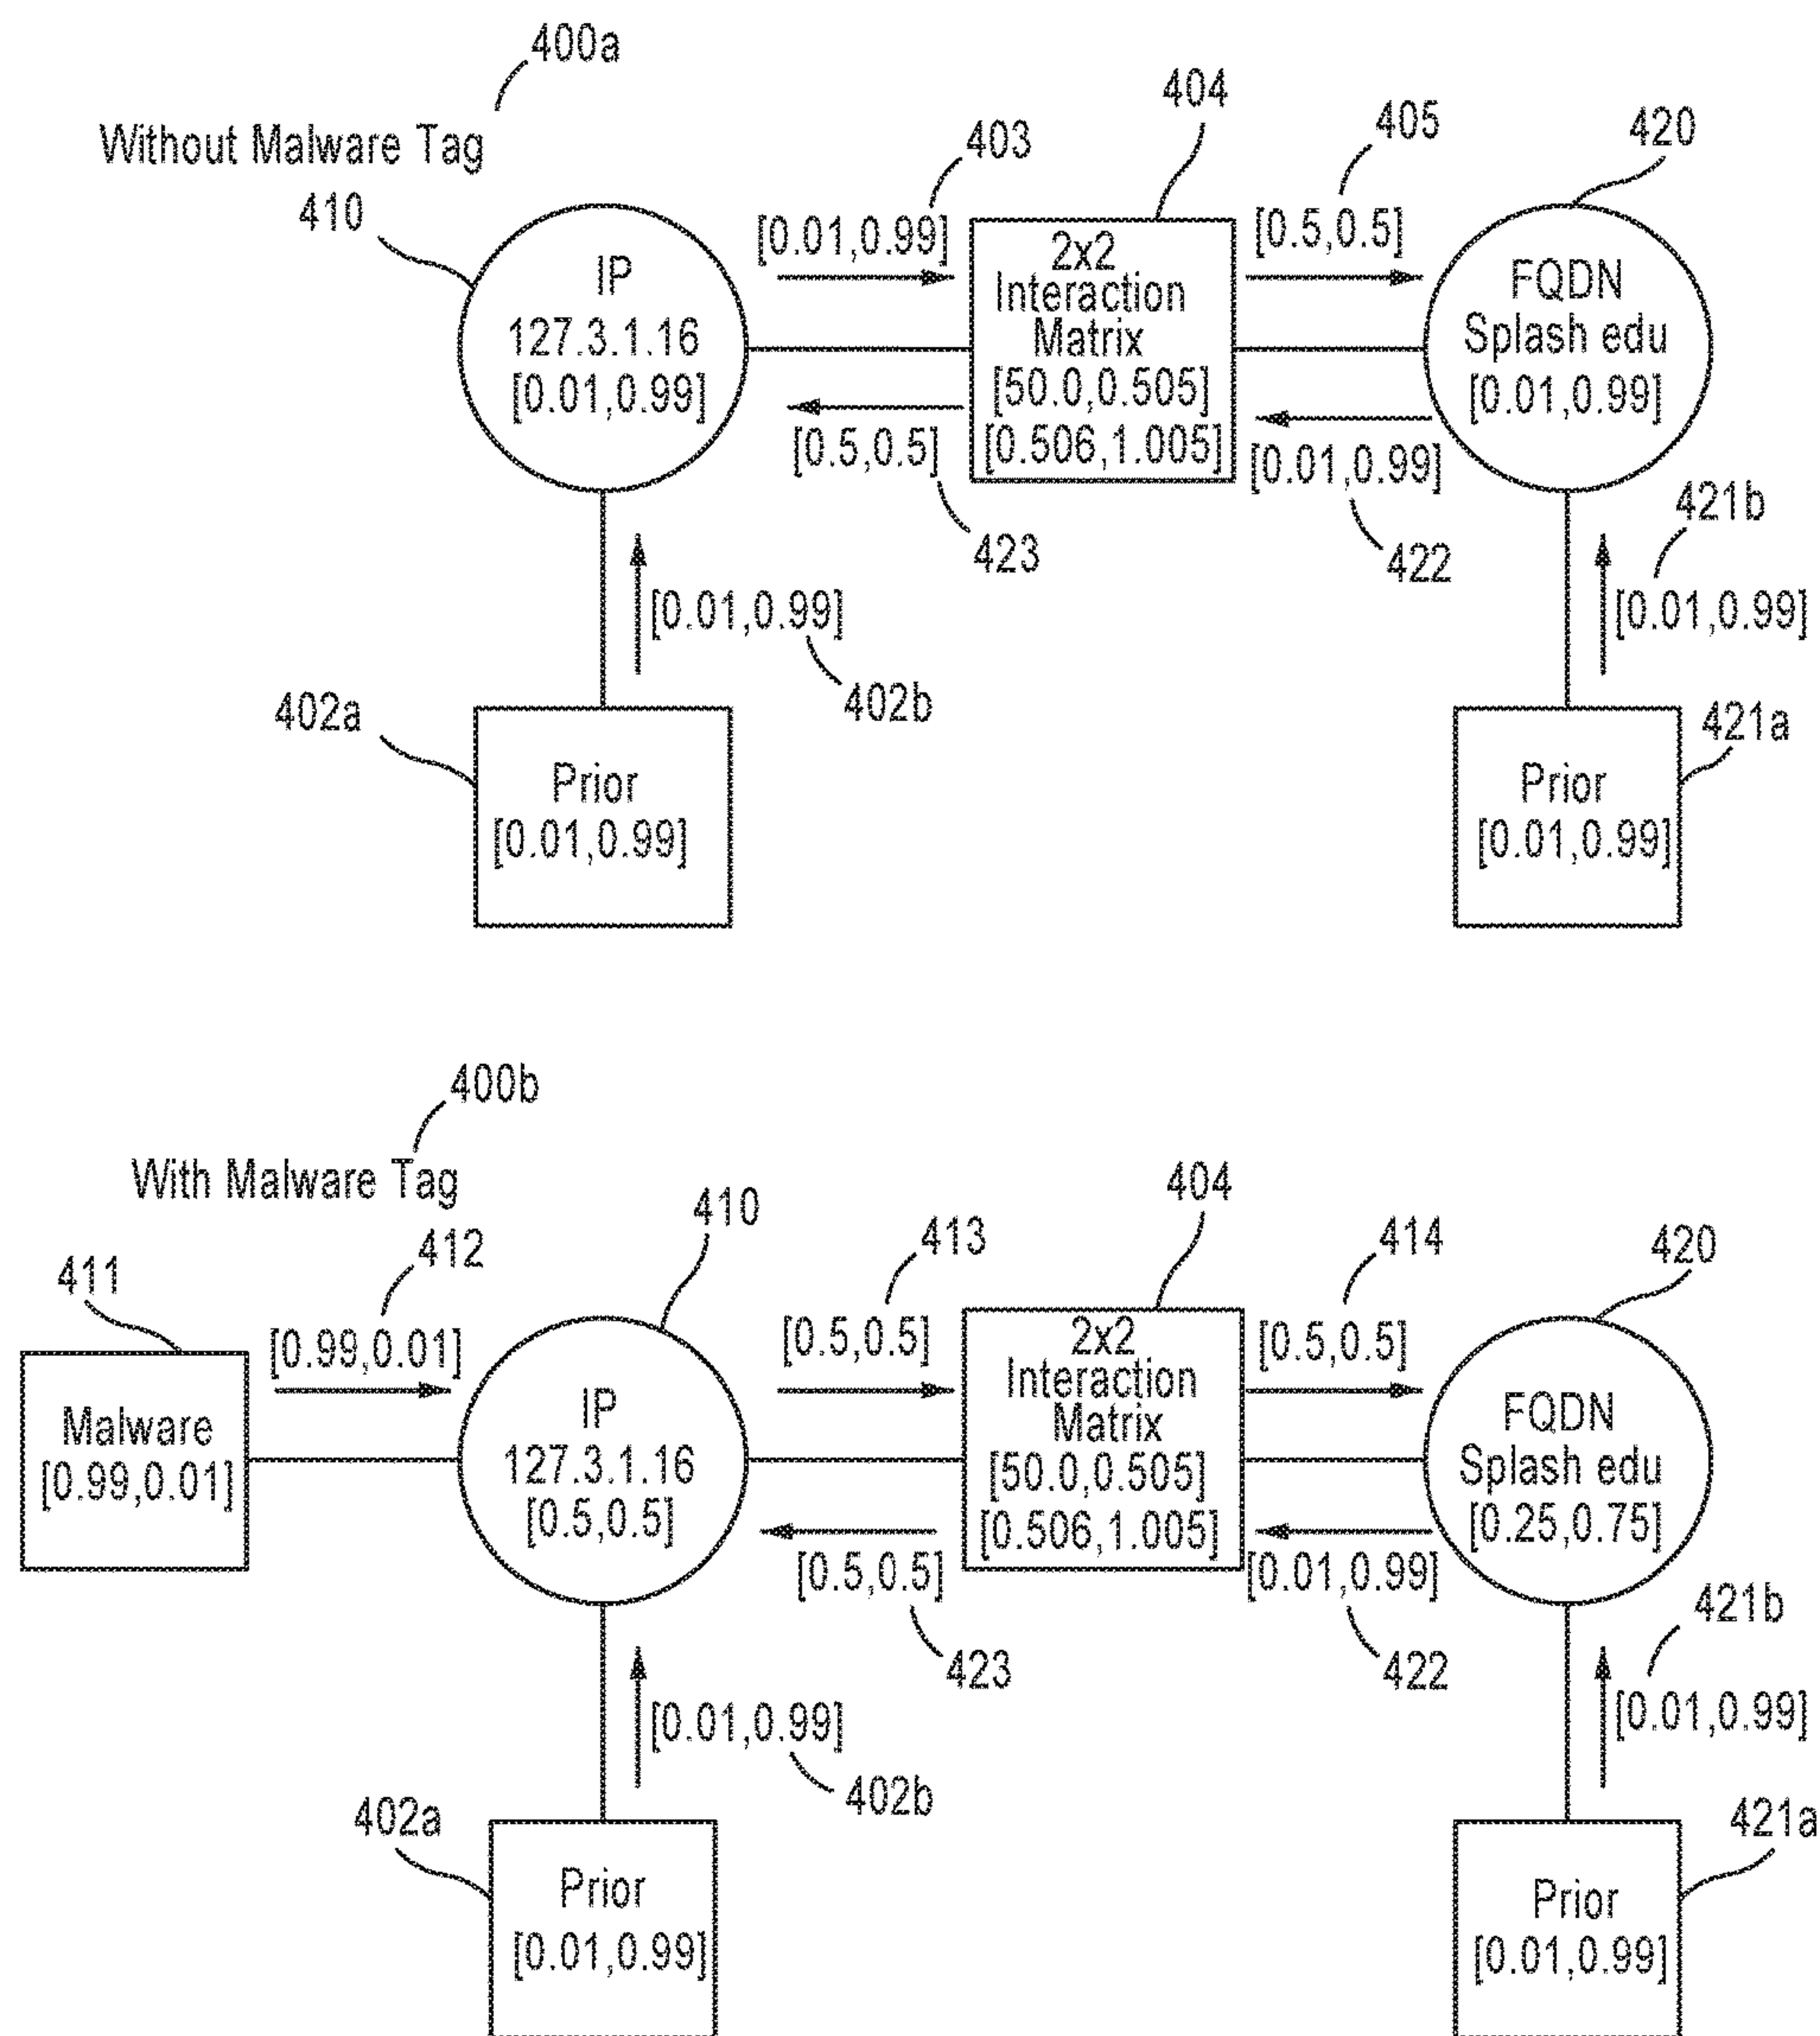 400a
Without Malware Tag
410
403
404
405
420
[0.01,0.99]
[0.5,0.5]
IP
127.3.1.16
[0.01,0.99]
2x2
Interaction
Matrix
[50.0,0.505]
[0.506,1.005]
FQDN
Splash edu
[0.01,0.99]
[0.5,0.5]
[0.01,0.99]
423
422
421b
[0.01,0.99]
402b
[0.01,0.99]
402a
Prior
[0.01,0.99]
421a
Prior
[0.01,0.99]
400b
With Malware Tag
411
412
410
413
404
414
420
[0.99,0.01]
[0.5,0.5]
[0.5,0.5]
Malware
[0.99,0.01]
IP
127.3.1.16
[0.5,0.5]
2x2
Interaction
Matrix
[50.0,0.505]
[0.506,1.005]
FQDN
Splash edu
[0.25,0.75]
[0.5,0.5]
[0.01,0.99]
423
422
421b
[0.01,0.99]
402b
[0.01,0.99]
402a
Prior
[0.01,0.99]
421a
Prior
[0.01,0.99]